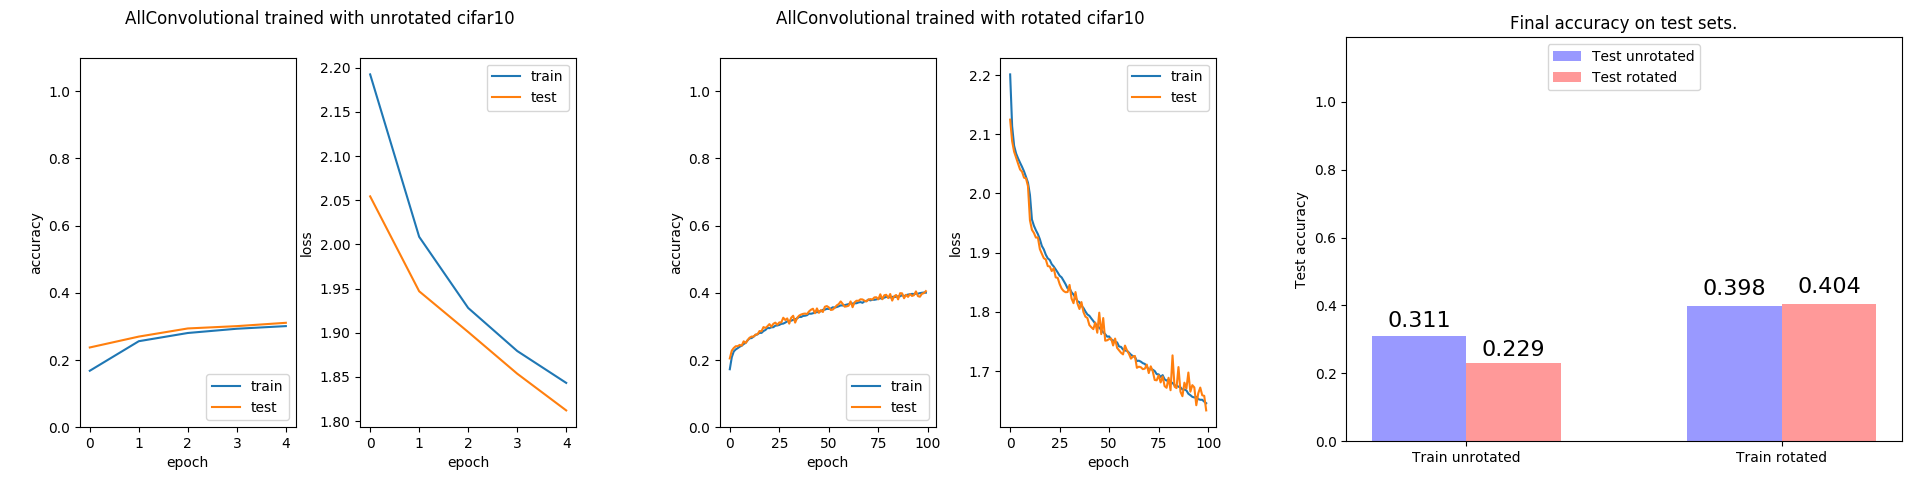 AllConvolutional trained with unrotated cifar10
accuracy
1.0
0.8
0.6
0.4
0.2
0.0
0 1 2 3 4
epoch
train
test
loss
2.20
2.15
2.10
2.05
2.00
1.95
1.90
1.85
1.80
0 1 2 3 4
epoch
train
test
AllConvolutional trained with rotated cifar10
accuracy
1.0
0.8
0.6
0.4
0.2
0.0
0 25 50 75 100
epoch
train
test
loss
2.2
2.1
2.0
1.9
1.8
1.7
0 25 50 75 100
epoch
train
test
Final accuracy on test sets.
Test unrotated
Test rotated
Test accuracy
1.0
0.8
0.6
0.4
0.2
0.0
0.311
0.229
0.398
0.404
Train unrotated
Train rotated